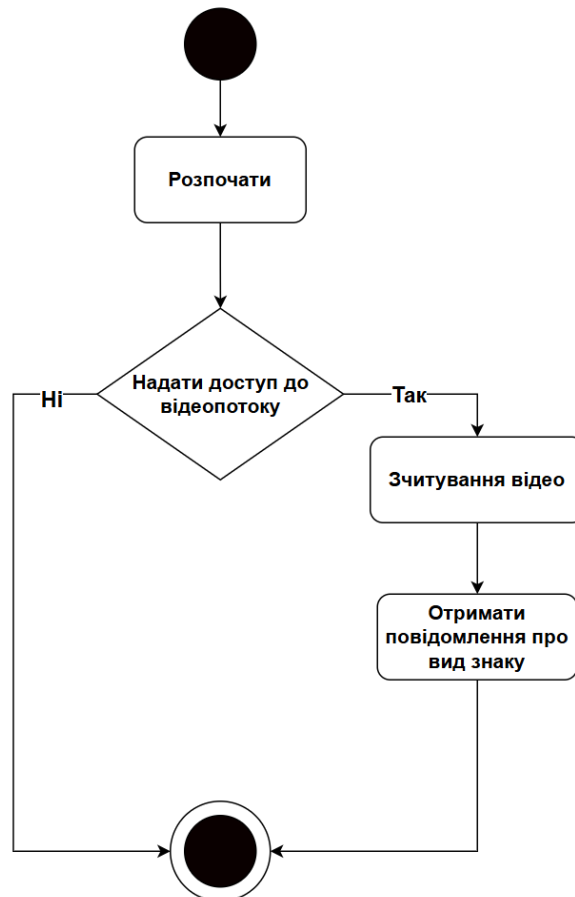 Розпочати
Надати доступ до
відеопотоку
Ні
Так
Зчитування відео
Отримати
повідомлення про
вид знаку